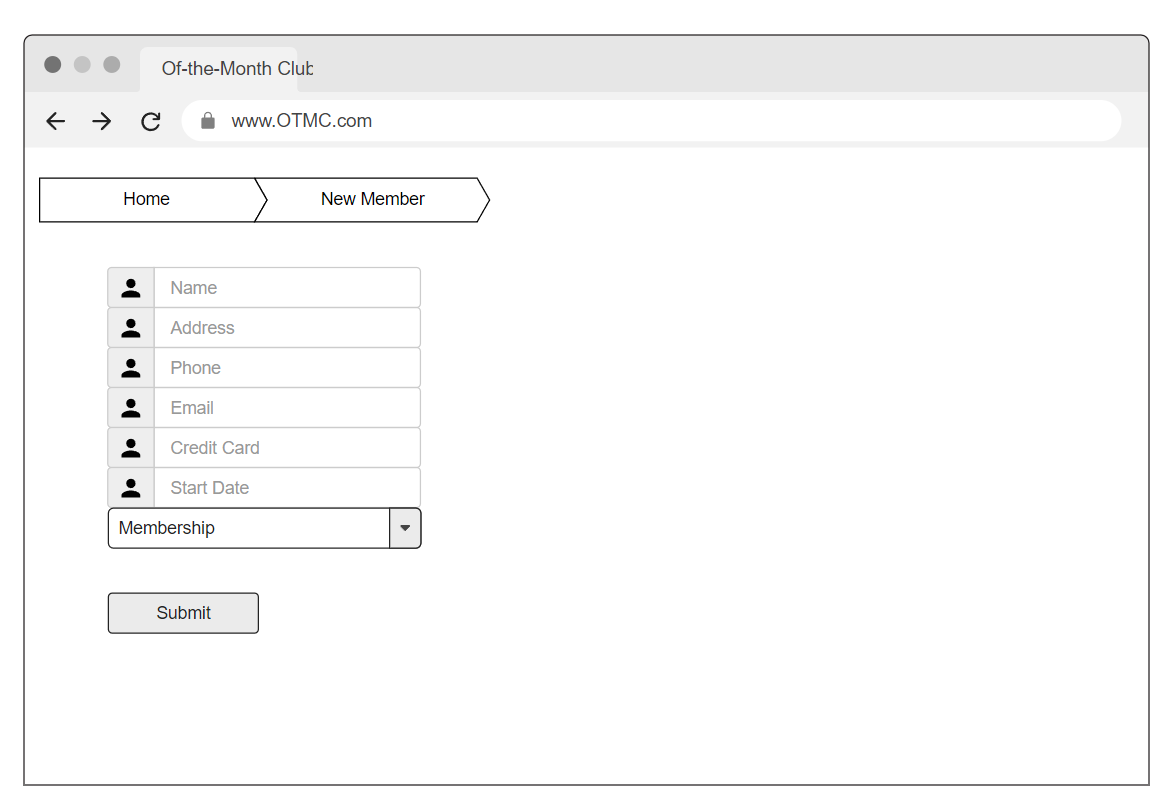 Of-the-Month Club
www.OTMC.com
Home
New Member
Name
Address
Phone
Email
Credit Card
Start Date
Membership
Submit